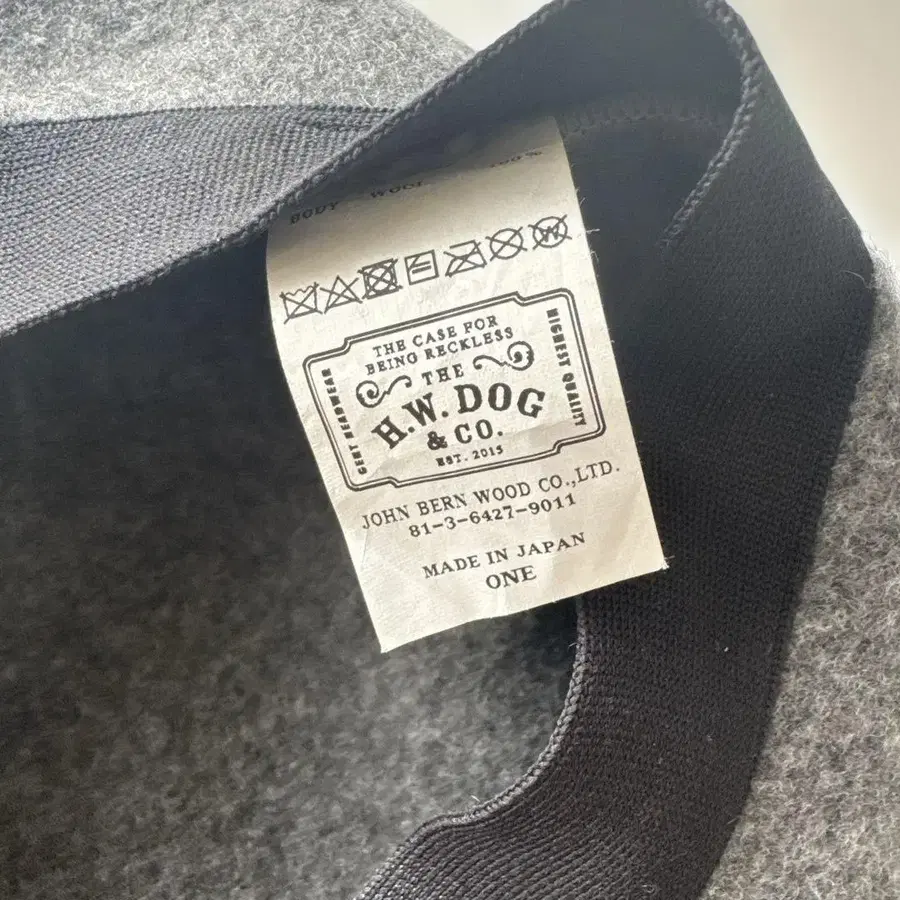 BODY WOOL 100%
THE CASE FOR
BEING RECKLESS
THE
GENT HEADWEAR
H.W. DOG
HIGHEST QUALITY
& CO.
EST. 2015
JOHN BERN WOOD CO.,LTD.
81-3-6427-9011
MADE IN JAPAN
ONE